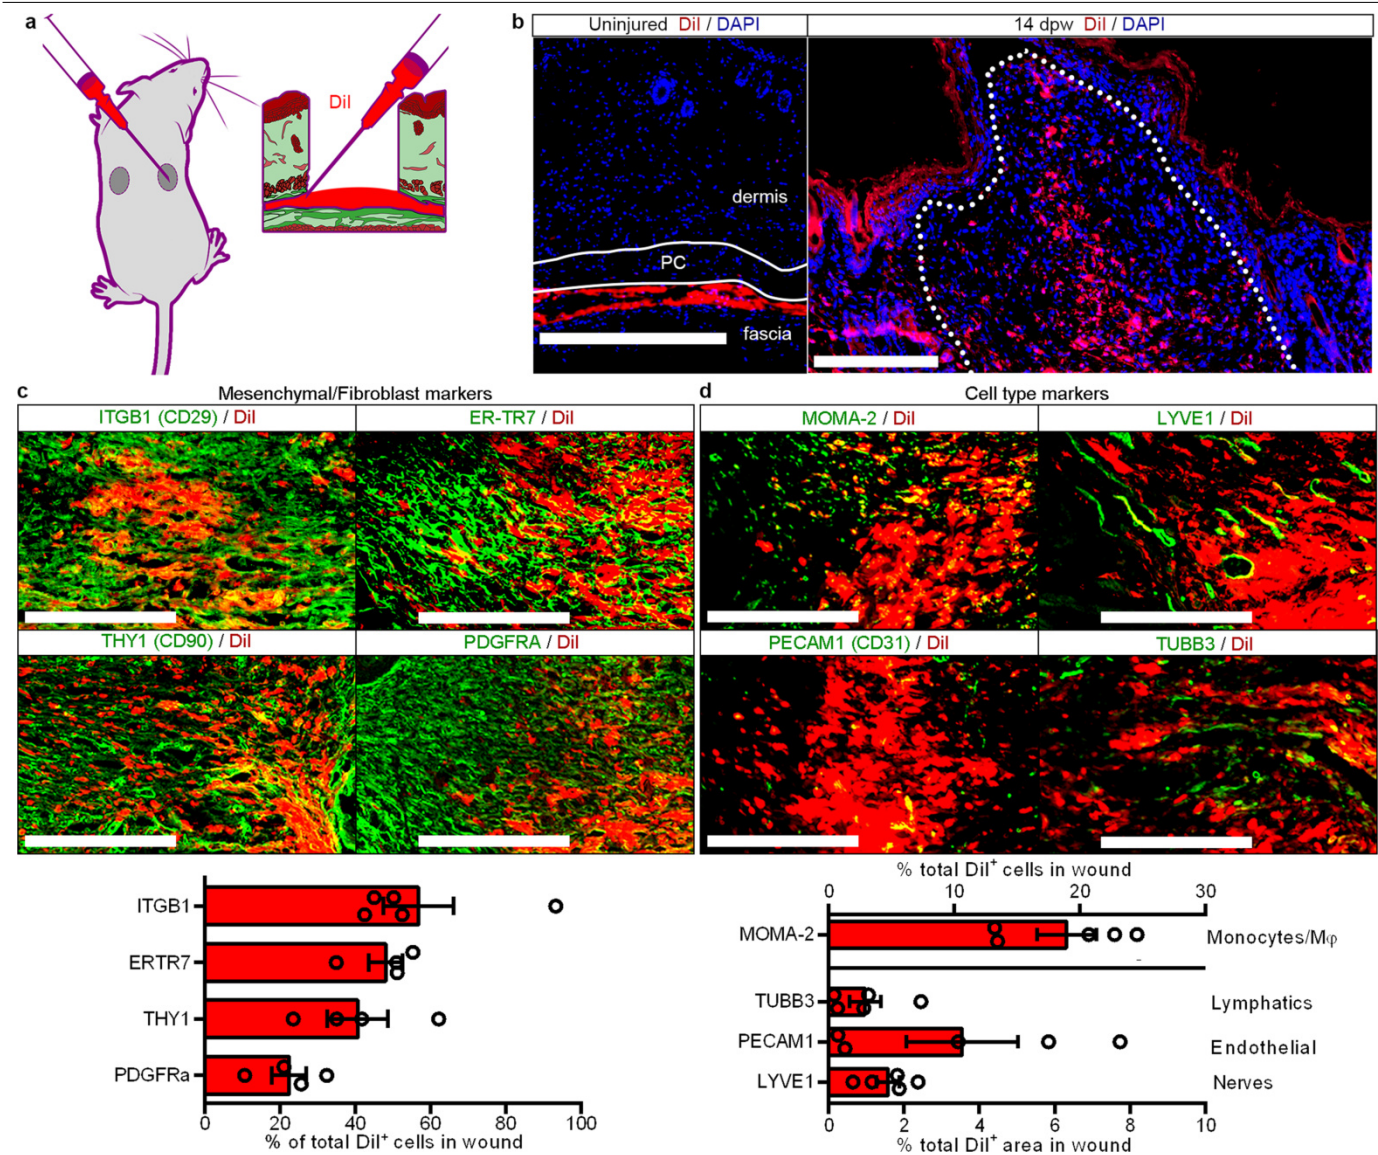 a
DiI
b
Uninjured DiI / DAPI
14 dpw DiI / DAPI
dermis
PC
fascia
c
Mesenchymal/Fibroblast markers
ITGB1 (CD29) / DiI
ER-TR7 / DiI
THY1 (CD90) / DiI
PDGFRA / DiI
ITGB1
ERTR7
THY1
PDGFRa
0 20 40 60 80 100
% of total DiI+ cells in wound
d
Cell type markers
MOMA-2 / DiI
LYVE1 / DiI
PECAM1 (CD31) / DiI
TUBB3 / DiI
% total DiI+ cells in wound
0 10 20 30
MOMA-2 Monocytes/Mφ
TUBB3 Lymphatics
PECAM1 Endothelial
LYVE1 Nerves
0 2 4 6 8 10
% total DiI+ area in wound